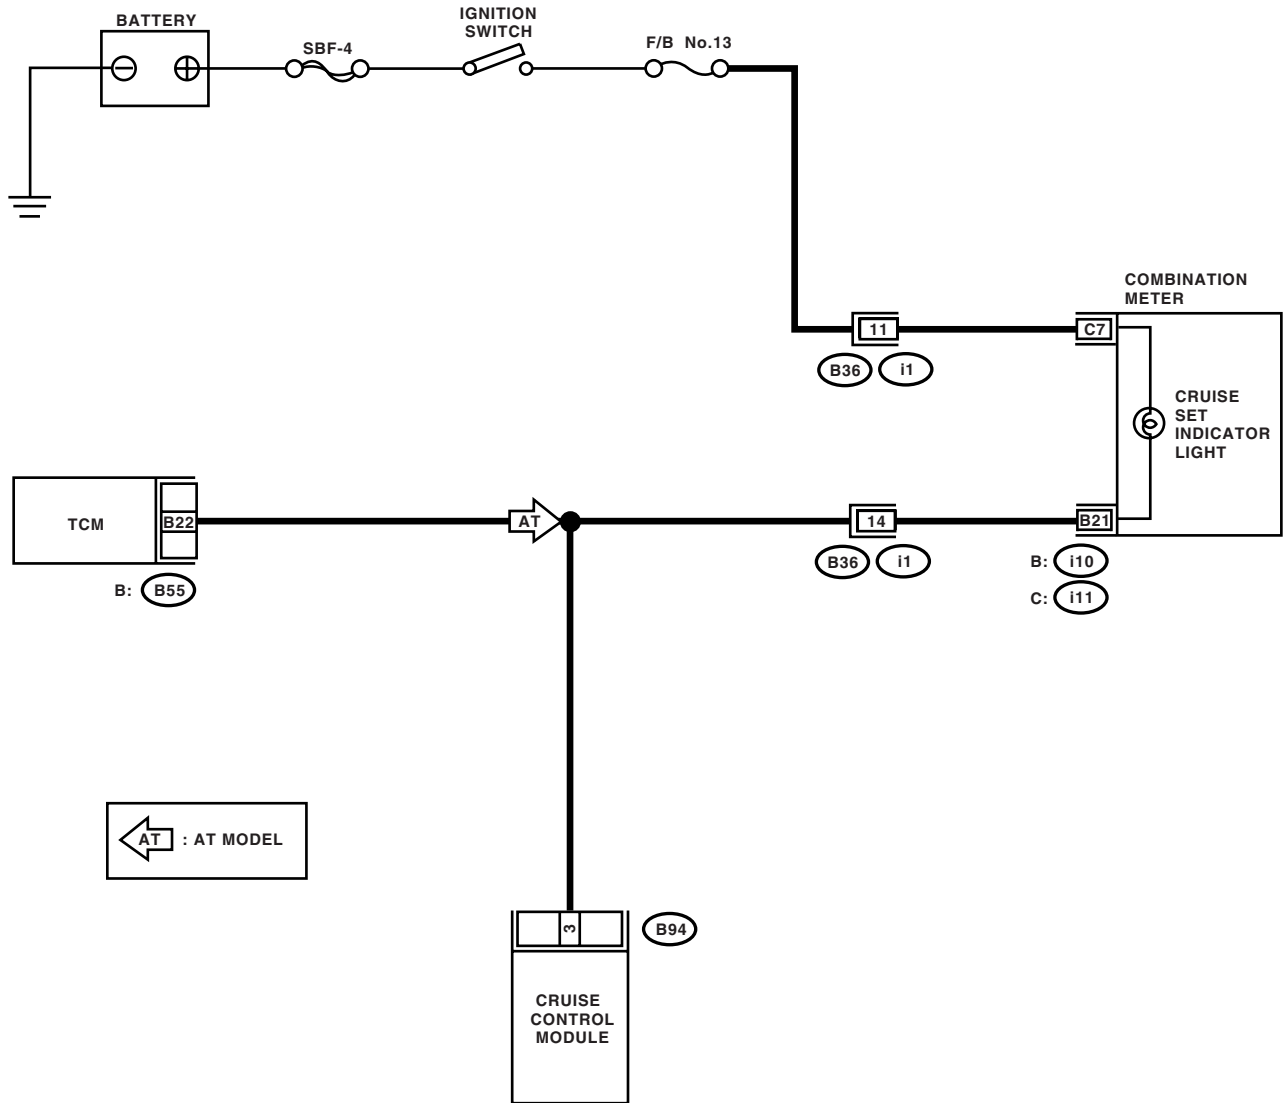 BATTERY
SBF-4
IGNITION
SWITCH
F/B No.13
COMBINATION
METER
11
C7
B36
i1
CRUISE
SET
INDICATOR
LIGHT
TCM
B22
AT
14
B21
B: B55
B36
i1
B: i10
C: i11
AT : AT MODEL
3
B94
CRUISE
CONTROL
MODULE